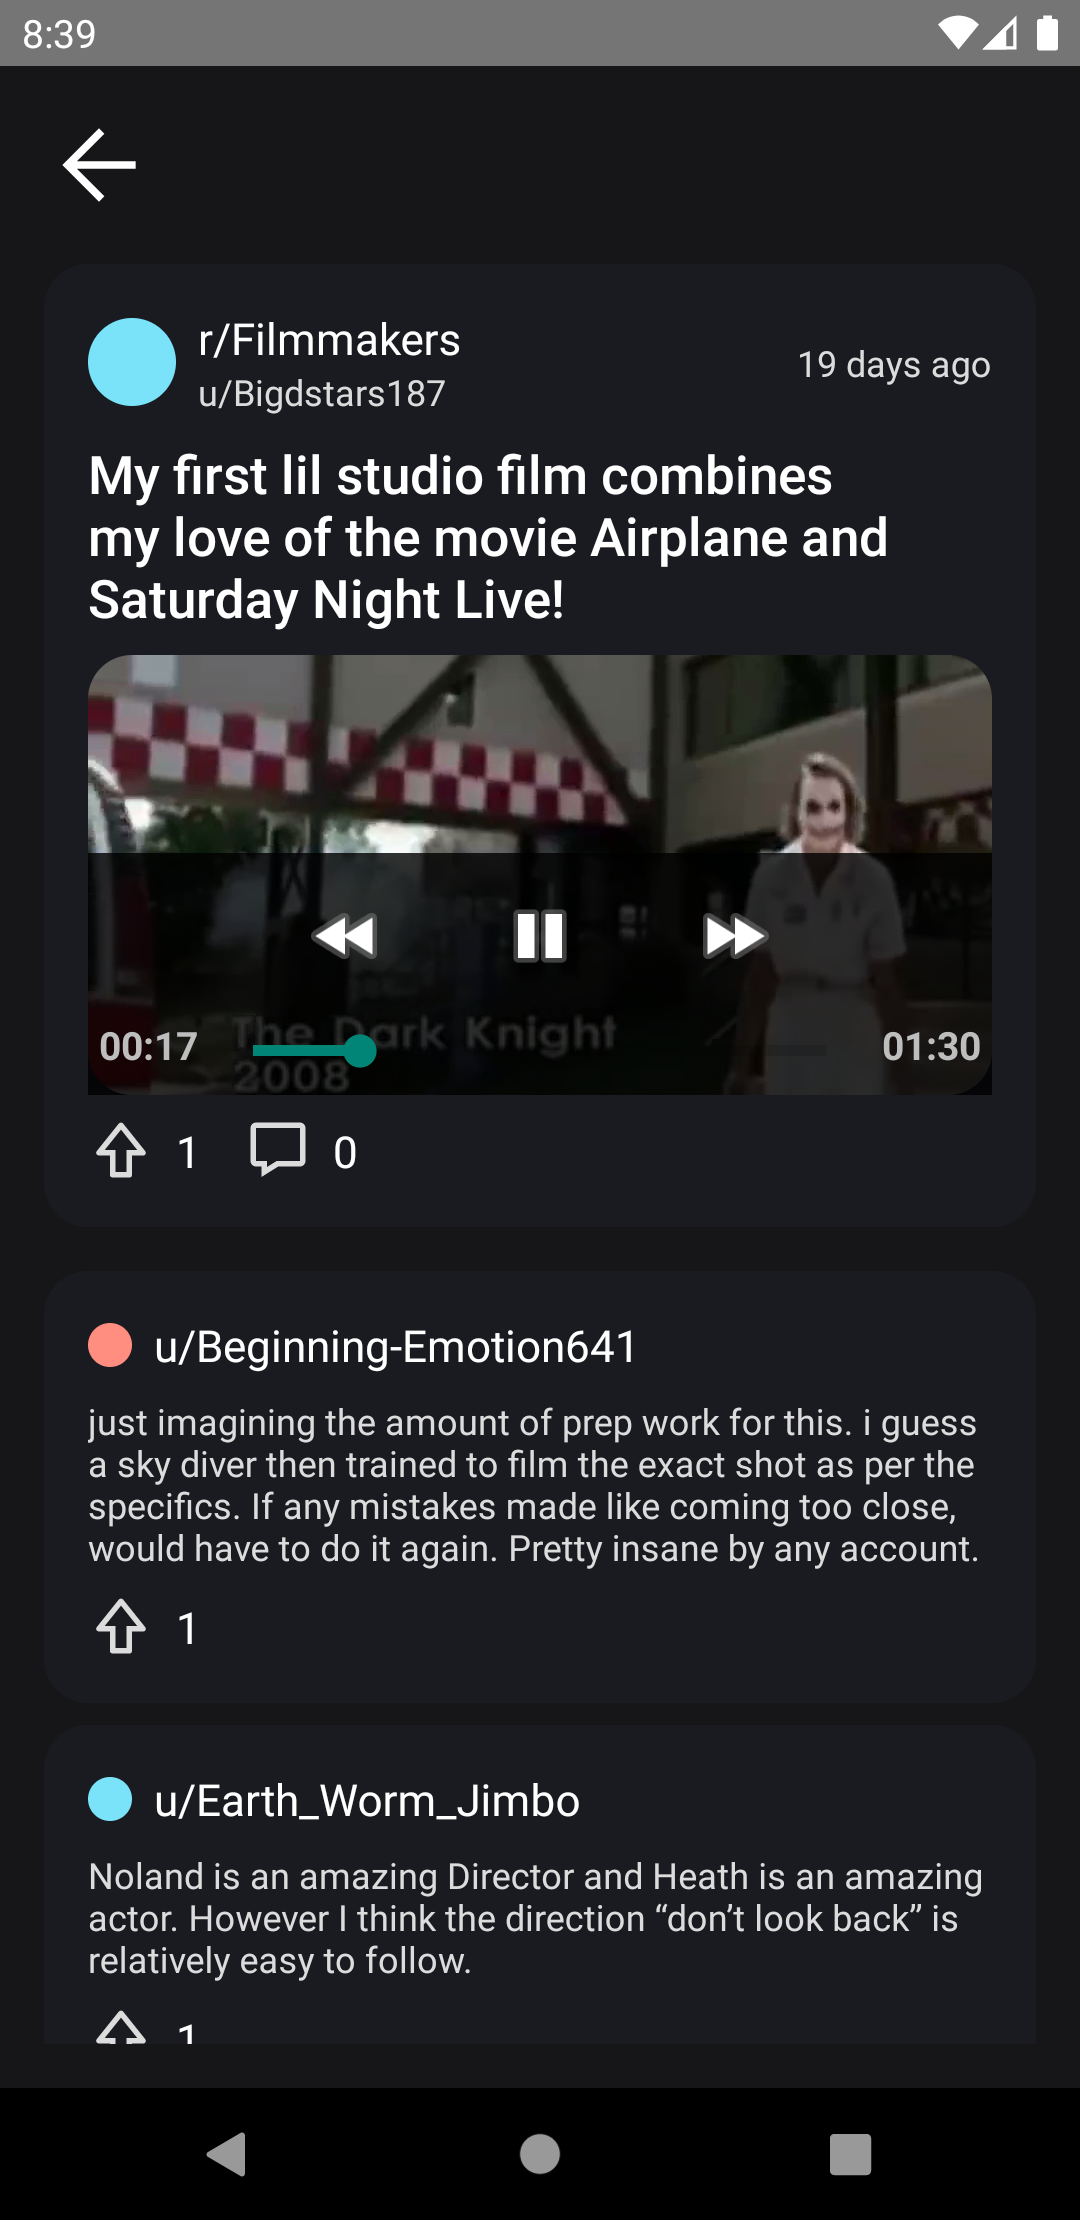 8:39
r/Filmmakers
u/Bigdstars187
19 days ago
My first lil studio film combines
my love of the movie Airplane and
Saturday Night Live!
The Dark Knight
2008
00:17
01:30
1
0
u/Beginning-Emotion641
just imagining the amount of prep work for this. i guess
a sky diver then trained to film the exact shot as per the
specifics. If any mistakes made like coming too close,
would have to do it again. Pretty insane by any account.
1
u/Earth_Worm_Jimbo
Noland is an amazing Director and Heath is an amazing
actor. However I think the direction “don’t look back” is
relatively easy to follow.
1